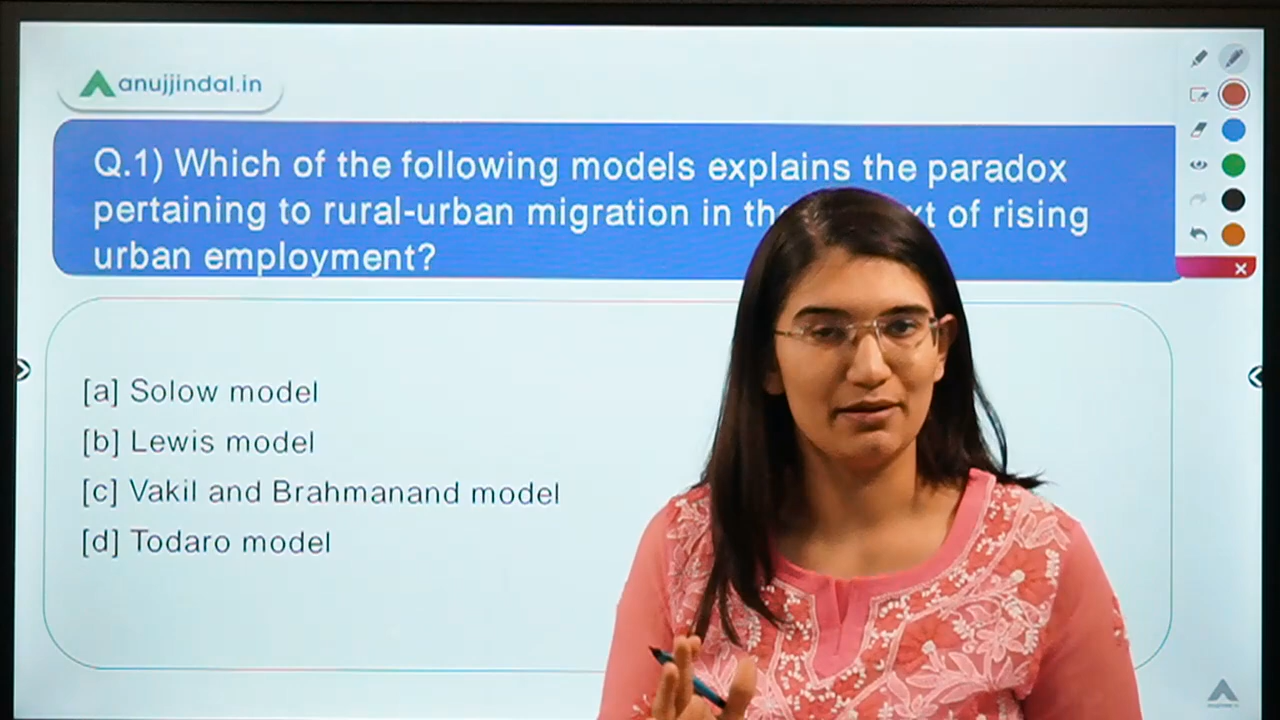 anujjindal.in
Q.1) Which of the following models explains the paradox
pertaining to rural-urban migration in of rising
urban employment?
[a] Solow model
[b] Lewis model
[c] Vakil and Brahmanand model
[d] Todaro model